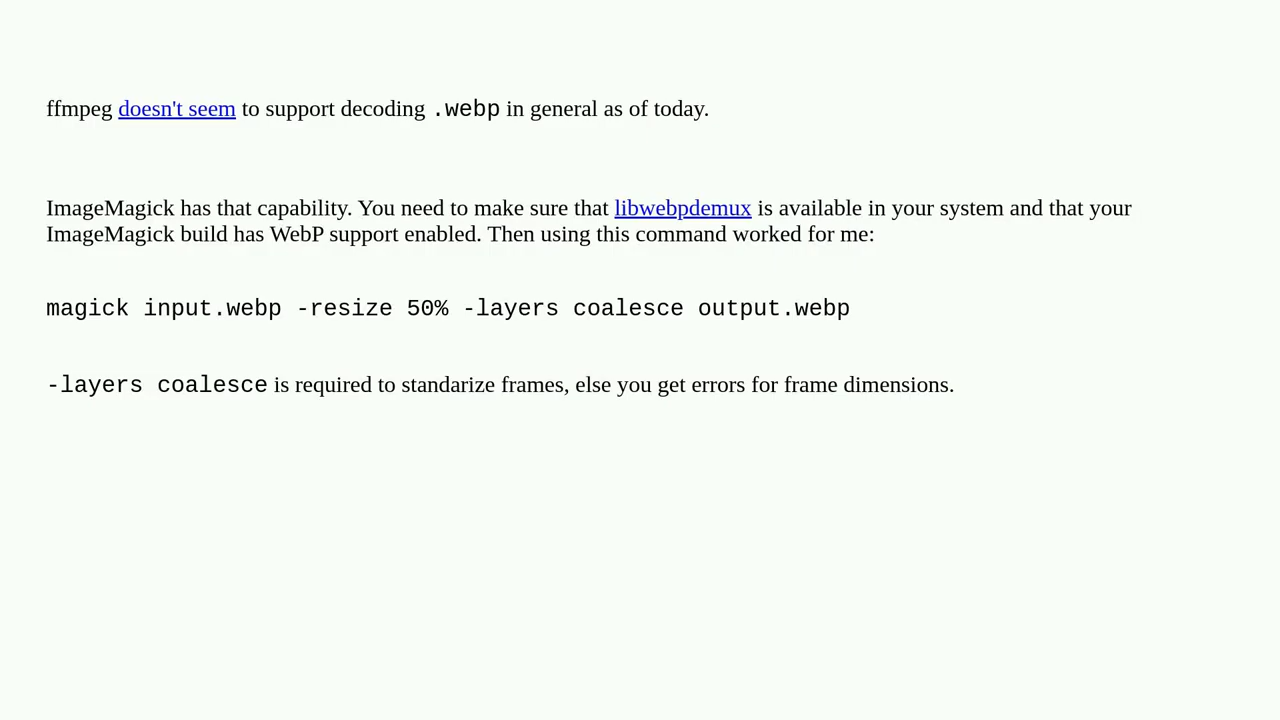 ffmpeg doesn't seem to support decoding .webp in general as of today.
ImageMagick has that capability. You need to make sure that libwebpdemux is available in your system and that your
ImageMagick build has WebP support enabled. Then using this command worked for me:
magick input.webp -resize 50% -layers coalesce output.webp
-layers coalesce is required to standarize frames, else you get errors for frame dimensions.